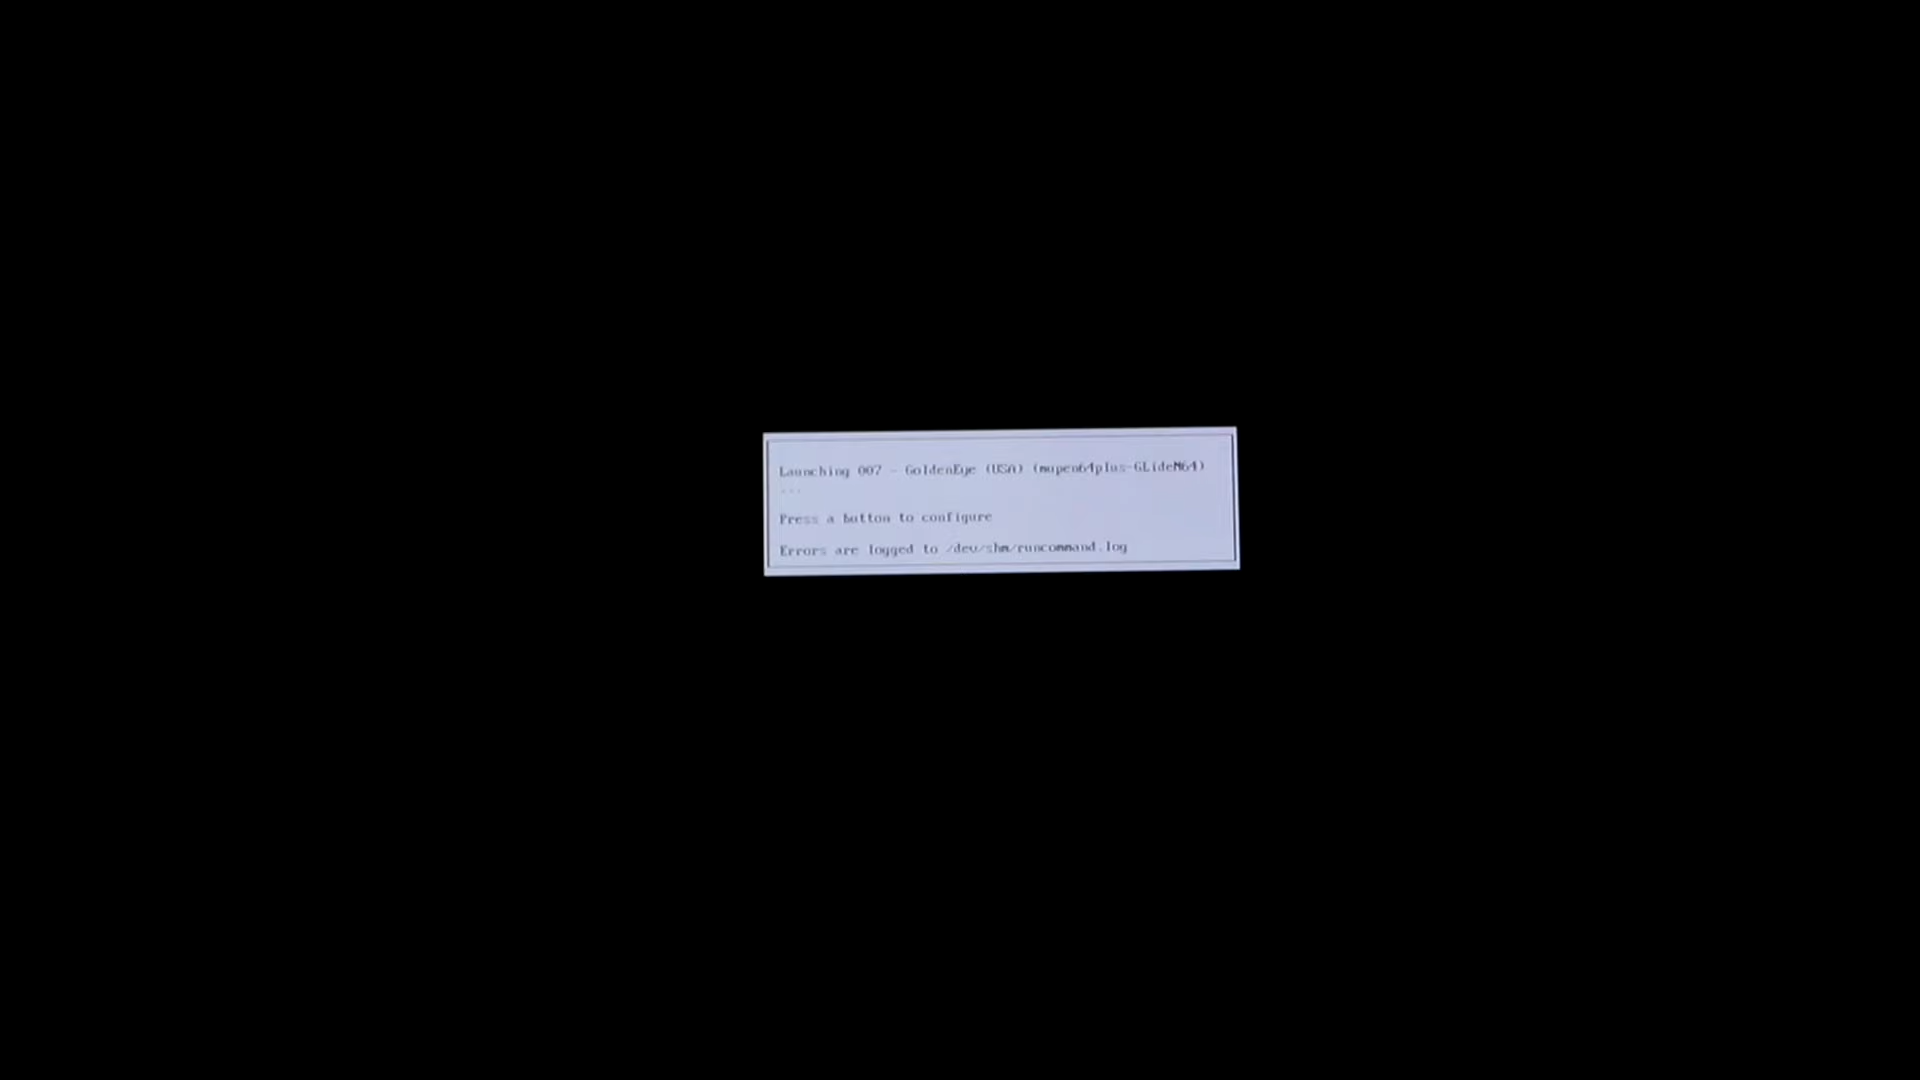 Launching 007 - GoldenEye (USA) (mupen64plus-GLideN64)
...
Press a button to configure
Errors are logged to /dev/shm/runcommand.log